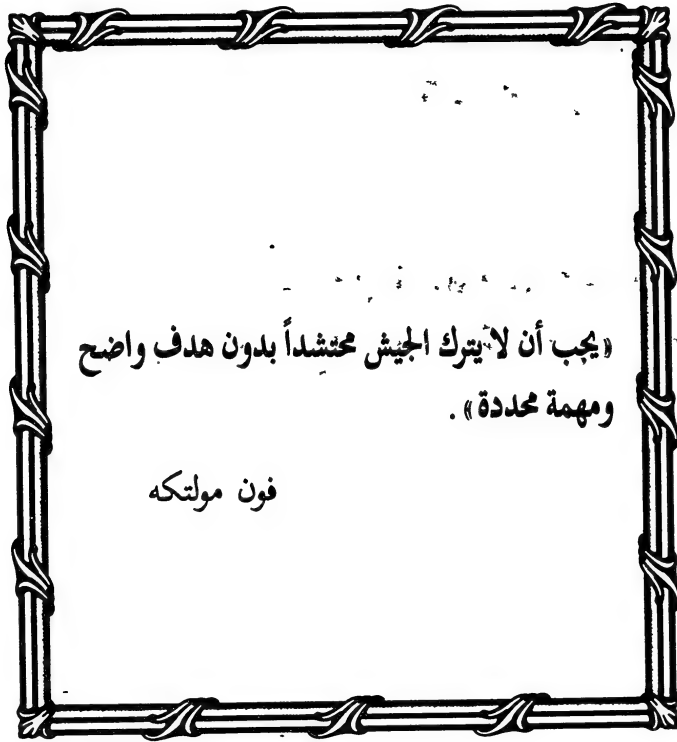 «يجب أن لا يترك الجيش محتشداً بدون هدف واضح
ومهمة محددة» .
فون مولتكه